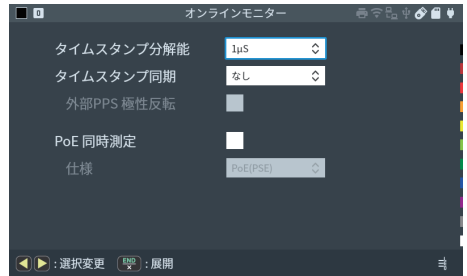 0 オンラインモニター
タイムスタンプ分解能 1μS
タイムスタンプ同期 なし
外部PPS 極性反転
PoE 同時測定
仕様 PoE(PSE)
:選択変更 END × :展開